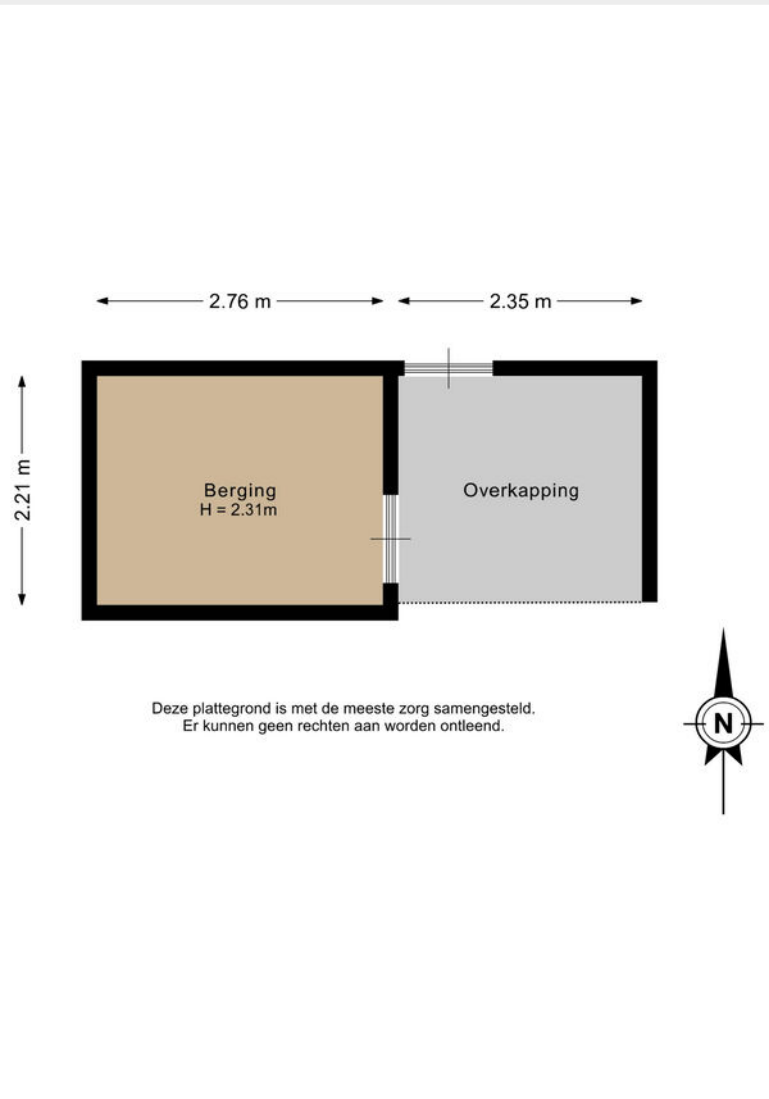 2.76 m
2.35 m
2.21 m
Berging
H = 2.31m
Overkapping
Deze plattegrond is met de meeste zorg samengesteld.
Er kunnen geen rechten aan worden ontleend.
N